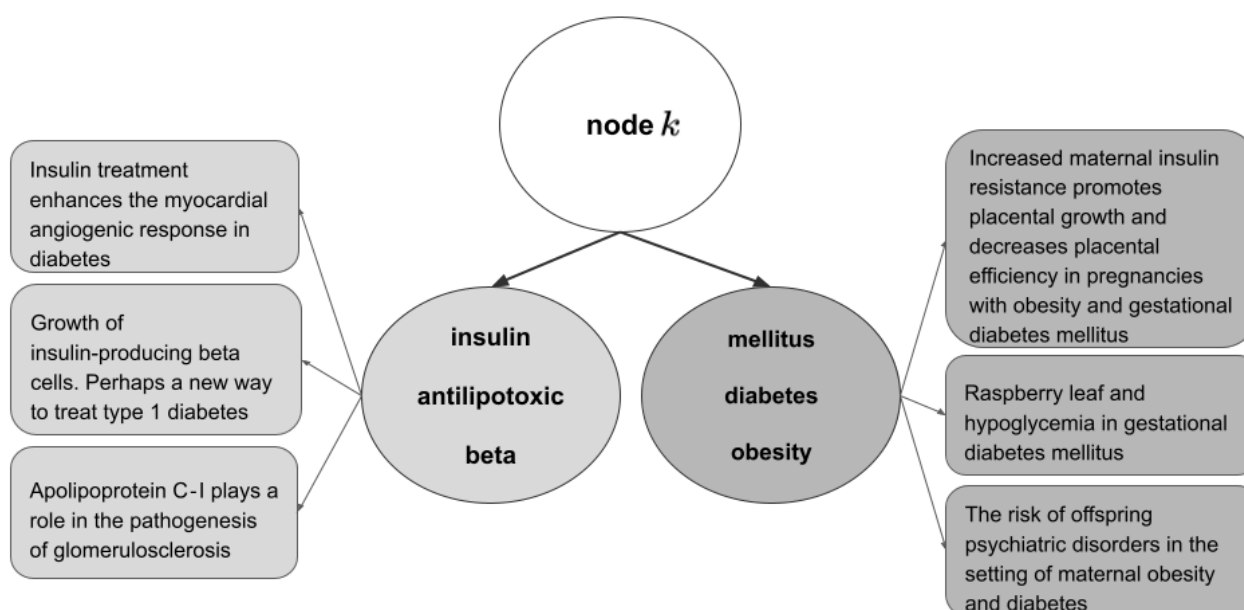 node k
Insulin treatment
enhances the myocardial
angiogenic response in
diabetes
Growth of
insulin-producing beta
cells. Perhaps a new way
to treat type 1 diabetes
Apolipoprotein C-I plays a
role in the pathogenesis
of glomerulosclerosis
insulin
antilipotoxic
beta
mellitus
diabetes
obesity
Increased maternal insulin
resistance promotes
placental growth and
decreases placental
efficiency in pregnancies
with obesity and gestational
diabetes mellitus
Raspberry leaf and
hypoglycemia in gestational
diabetes mellitus
The risk of offspring
psychiatric disorders in the
setting of maternal obesity
and diabetes